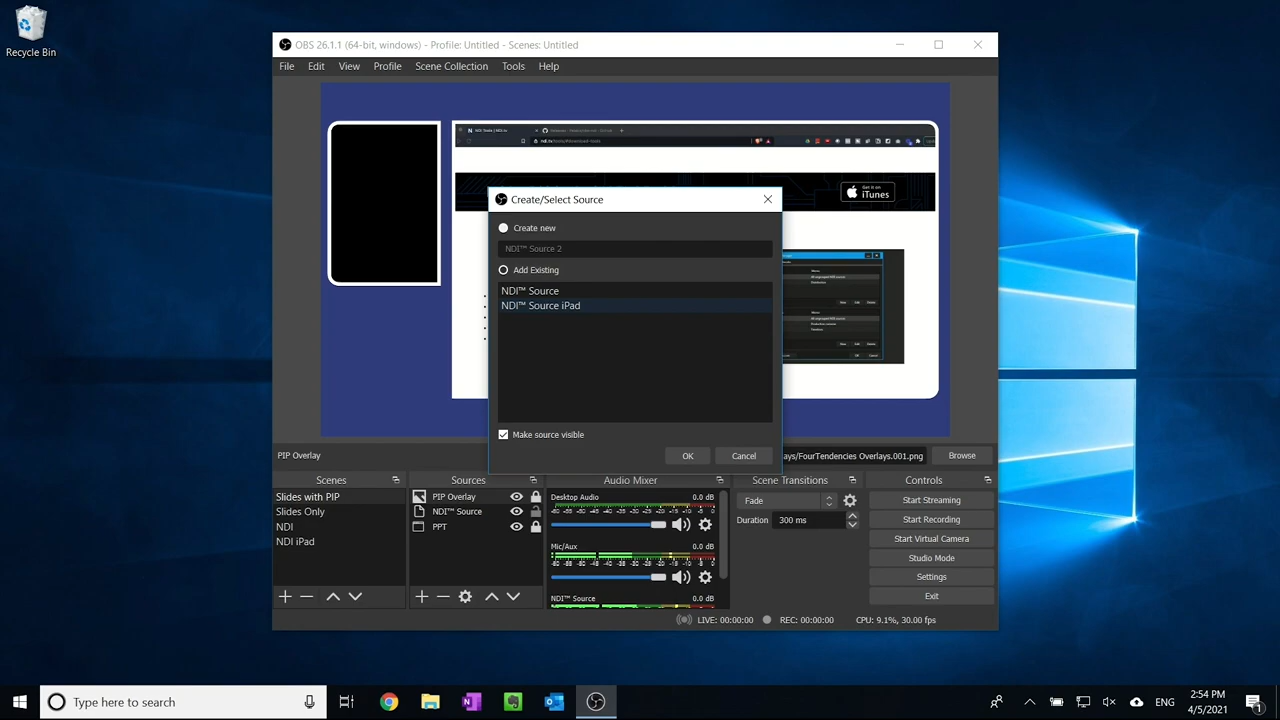 Recycle Bin
OBS 26.1.1 (64-bit, windows) - Profile: Untitled - Scenes: Untitled
File Edit View Profile Scene Collection Tools Help
Get it on
iTunes
Create/Select Source
Create new
NDI™ Source 2
Add Existing
NDI™ Source
NDI™ Source iPad
Make source visible
OK Cancel
PIP Overlay
ays/FourTendencies Overlays.001.png Browse
Scenes
Slides with PIP
Slides Only
NDI
NDI iPad
Sources
PIP Overlay
NDI™ Source
PPT
Audio Mixer
Desktop Audio 0.0 dB
Mic/Aux 0.0 dB
NDI™ Source 0.0 dB
Scene Transitions
Fade
Duration 300 ms
Controls
Start Streaming
Start Recording
Start Virtual Camera
Studio Mode
Settings
Exit
LIVE: 00:00:00 REC: 00:00:00 CPU: 9.1%, 30.00 fps
Type here to search
ENG
2:54 PM
4/5/2021